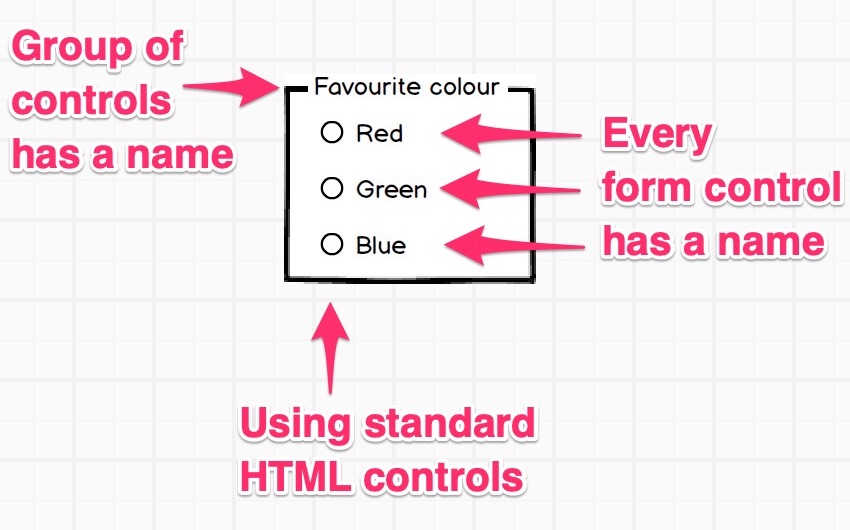 Group of
controls
has a name
Favourite colour
Red
Green
Blue
Every
form control
has a name
Using standard
HTML controls